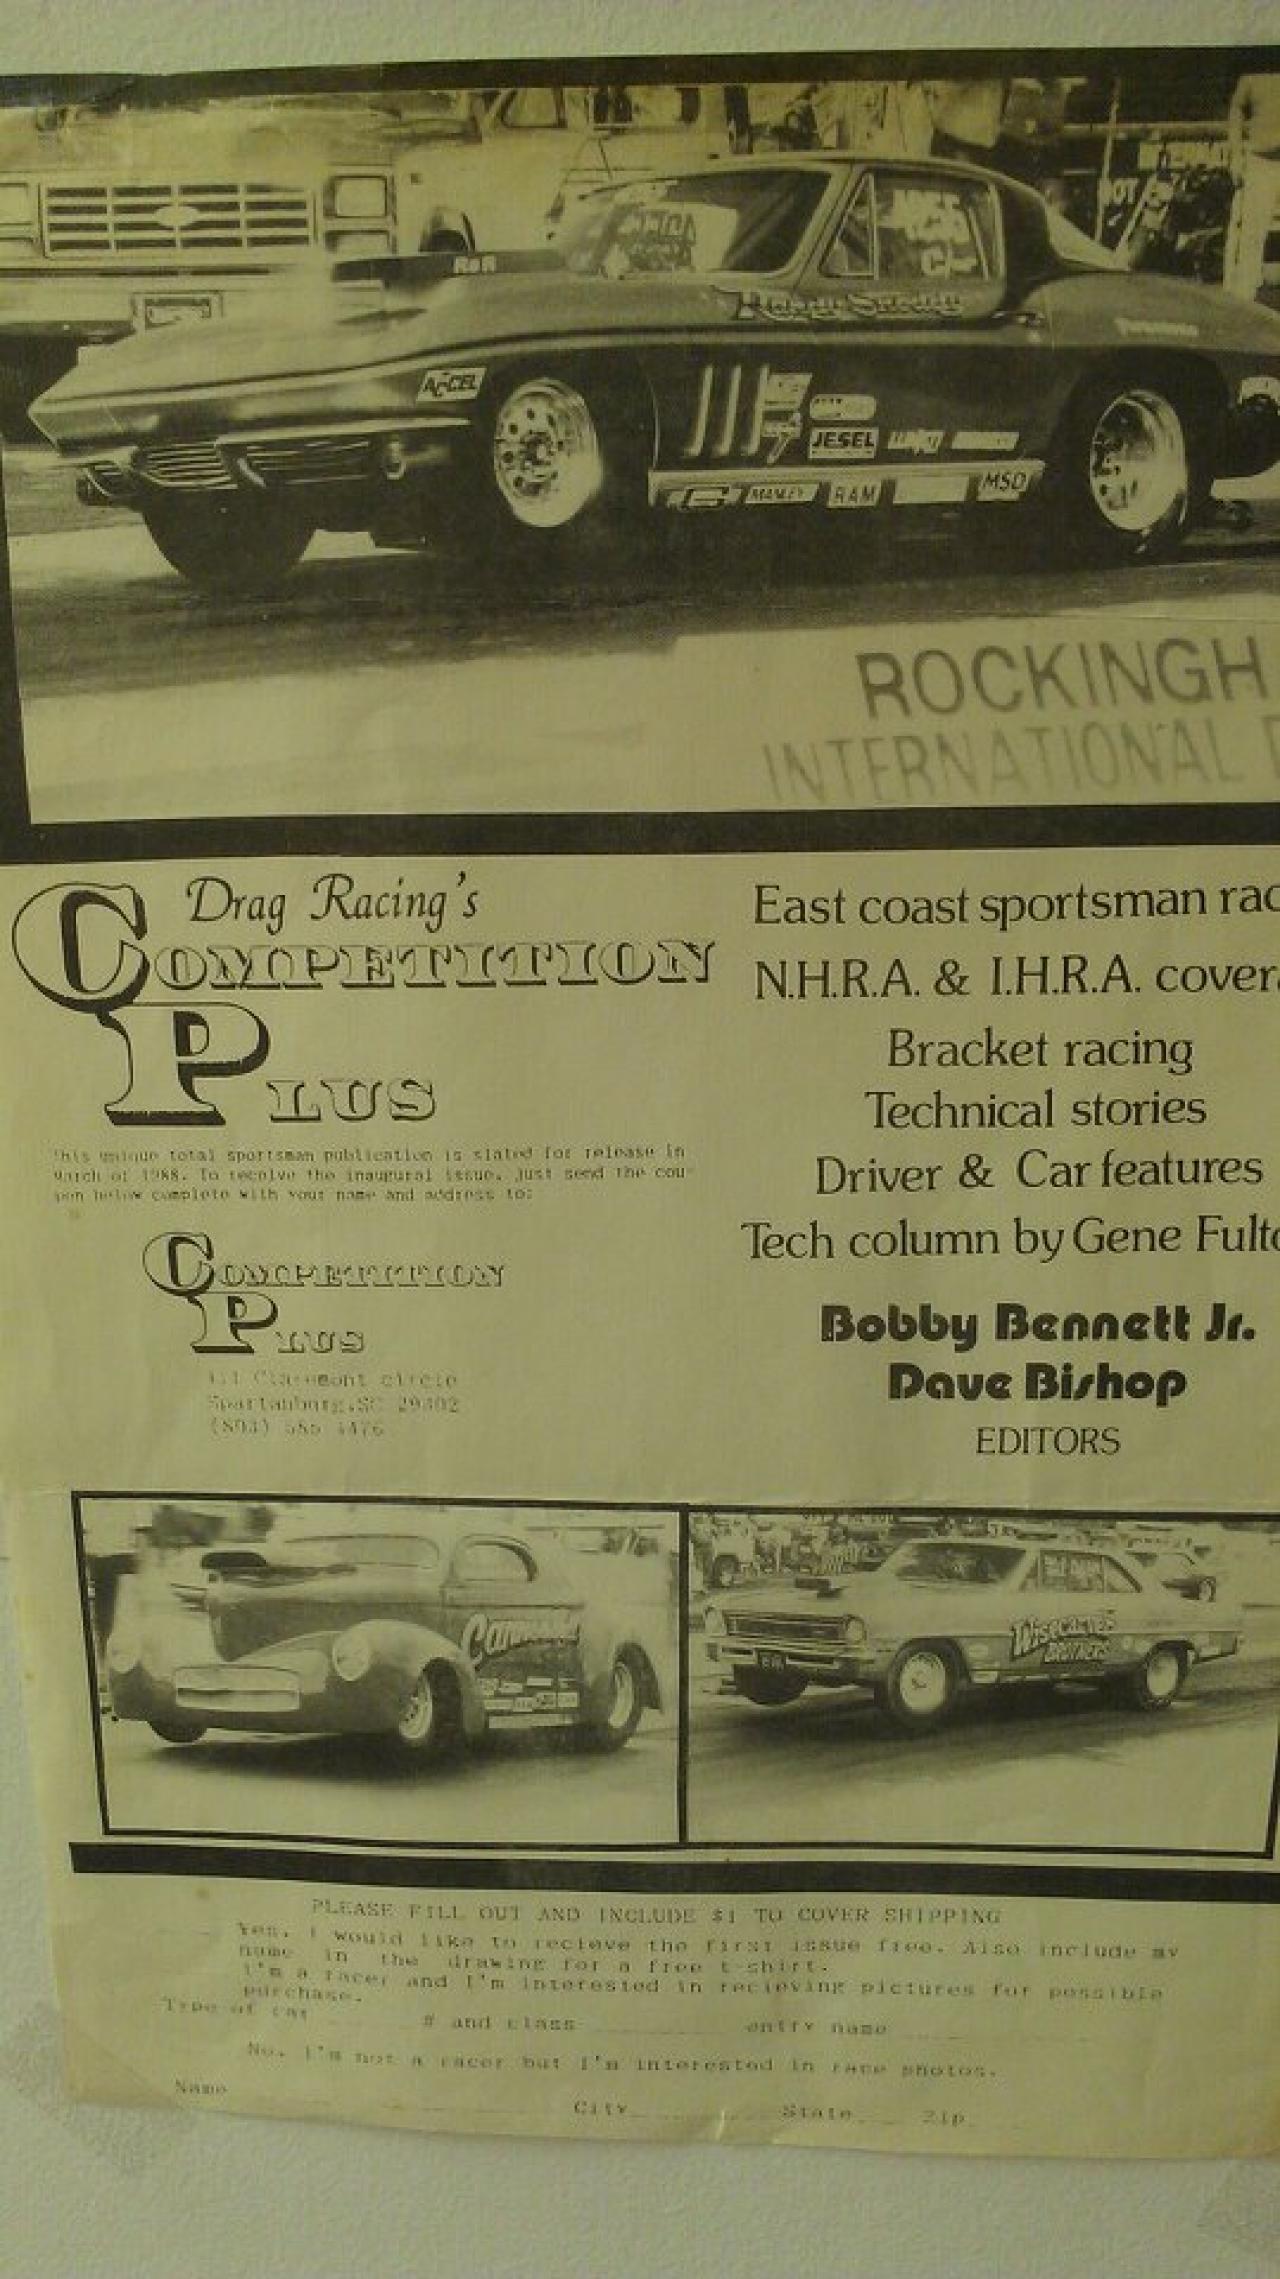 R&R
ACCEL
JESEL
MANLEY
RAM
MSD
ROCKINGH
INTERNATIONAL
Drag Racing's
COMPETITION
PLUS
This unique total sportsman publication is slated for release in
March of 1988. To receive the inaugural issue, just send the cou-
pon below complete with your name and address to:
COMPETITION
PLUS
Claremont circle
Spartanburg, SC 29302
East coast sportsman rac
N.H.R.A. & I.H.R.A. cover
Bracket racing
Technical stories
Driver & Car features
Tech column by Gene Fulto
Bobby Bennett Jr.
Dave Bishop
EDITORS
BROTHERS
PLEASE FILL OUT AND INCLUDE $1 TO COVER SHIPPING
Yes, I would like to recieve the first issue free. Also include my
name in the drawing for a free t-shirt.
I'm a racer and I'm interested in recieving pictures for possible
purchase.
Type of car # and class entry name
No, I'm not a racer but I'm interested in race photos.
Name City State Zip